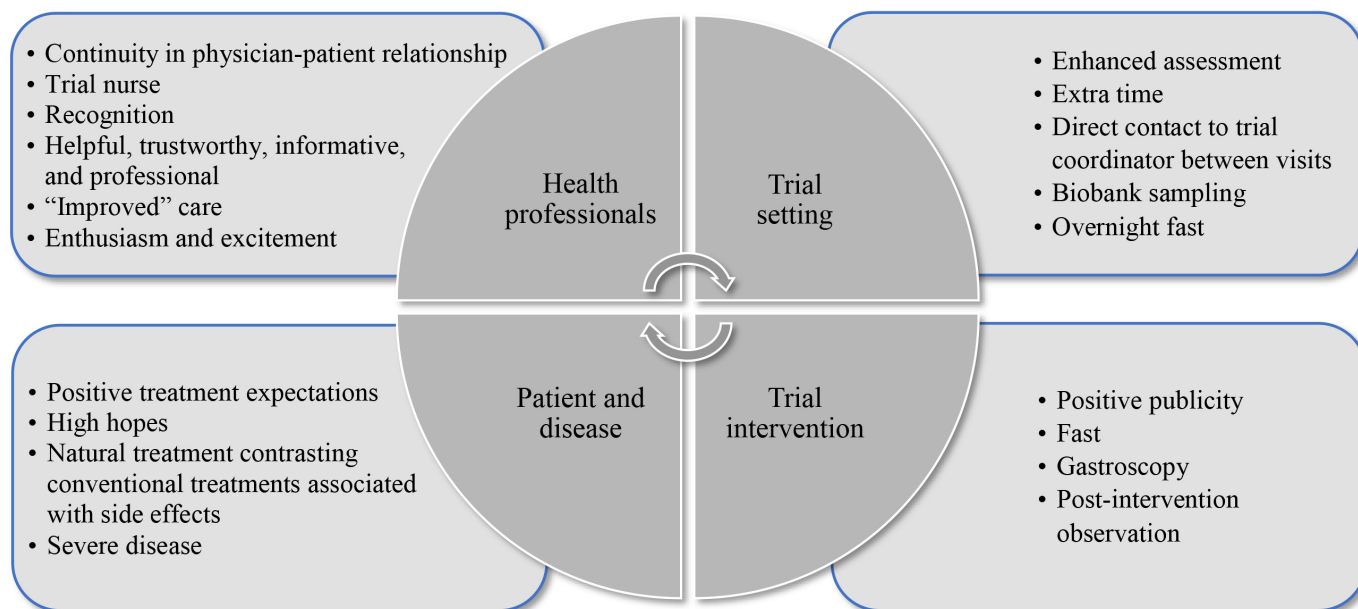 • Continuity in physician-patient relationship
• Trial nurse
• Recognition
• Helpful, trustworthy, informative,
and professional
• “Improved” care
• Enthusiasm and excitement
Health
professionals
Trial
setting
• Enhanced assessment
• Extra time
• Direct contact to trial
coordinator between visits
• Biobank sampling
• Overnight fast
• Positive treatment expectations
• High hopes
• Natural treatment contrasting
conventional treatments associated
with side effects
• Severe disease
Patient and
disease
Trial
intervention
• Positive publicity
• Fast
• Gastroscopy
• Post-intervention
observation